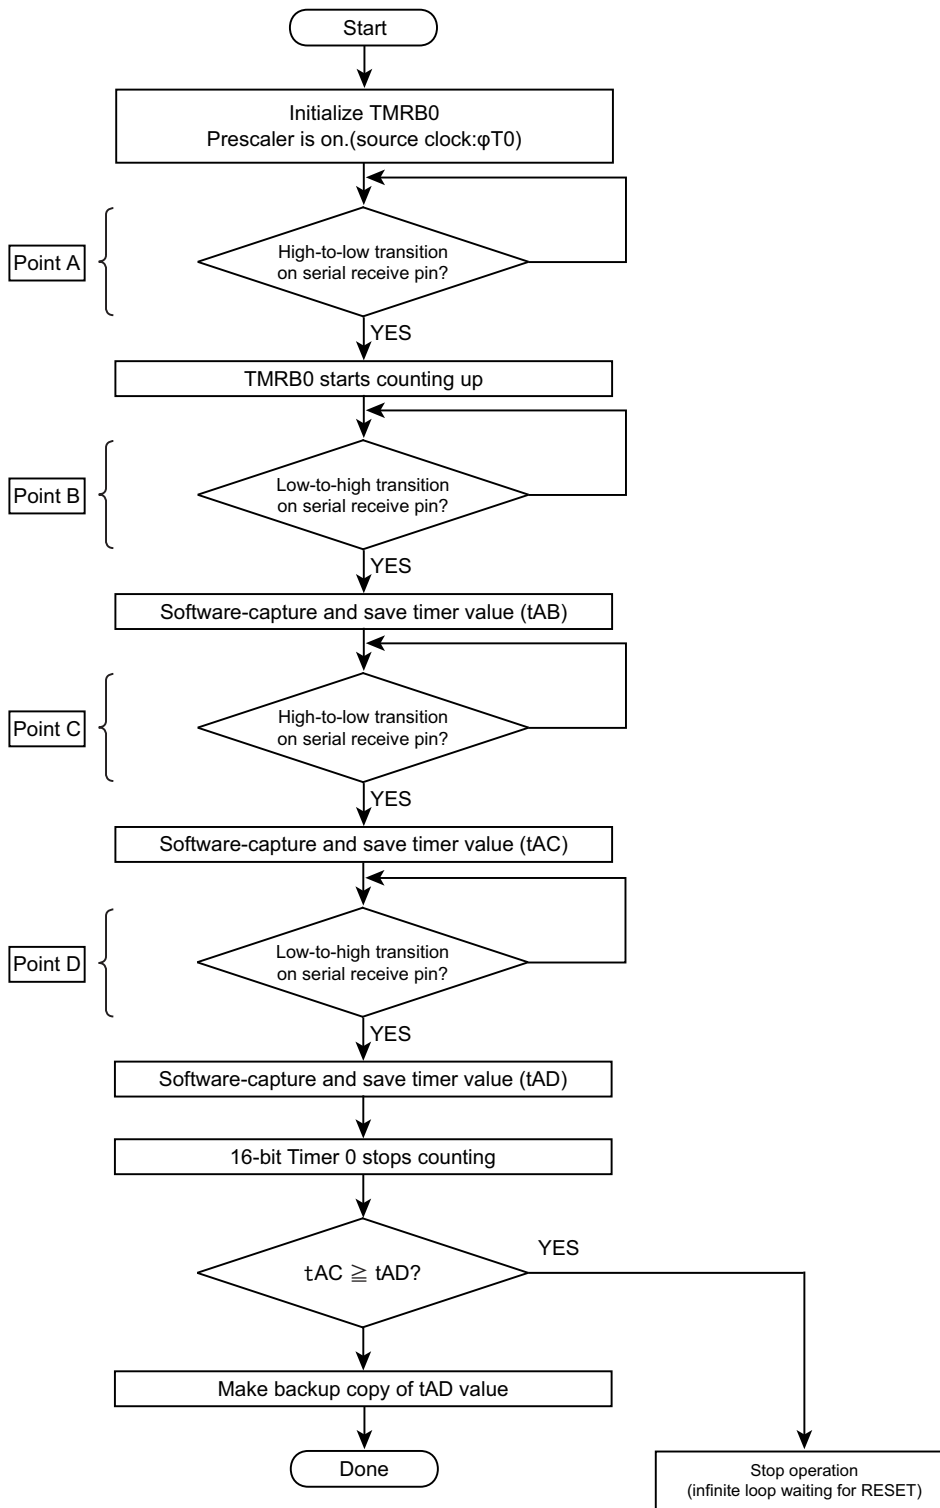 Start
Initialize TMRB0
Prescaler is on.(source clock:φT0)
Point A
High-to-low transition
on serial receive pin?
YES
TMRB0 starts counting up
Point B
Low-to-high transition
on serial receive pin?
YES
Software-capture and save timer value (tAB)
Point C
High-to-low transition
on serial receive pin?
YES
Software-capture and save timer value (tAC)
Point D
Low-to-high transition
on serial receive pin?
YES
Software-capture and save timer value (tAD)
16-bit Timer 0 stops counting
YES
tAC ≧ tAD?
Make backup copy of tAD value
Done
Stop operation
(infinite loop waiting for RESET)